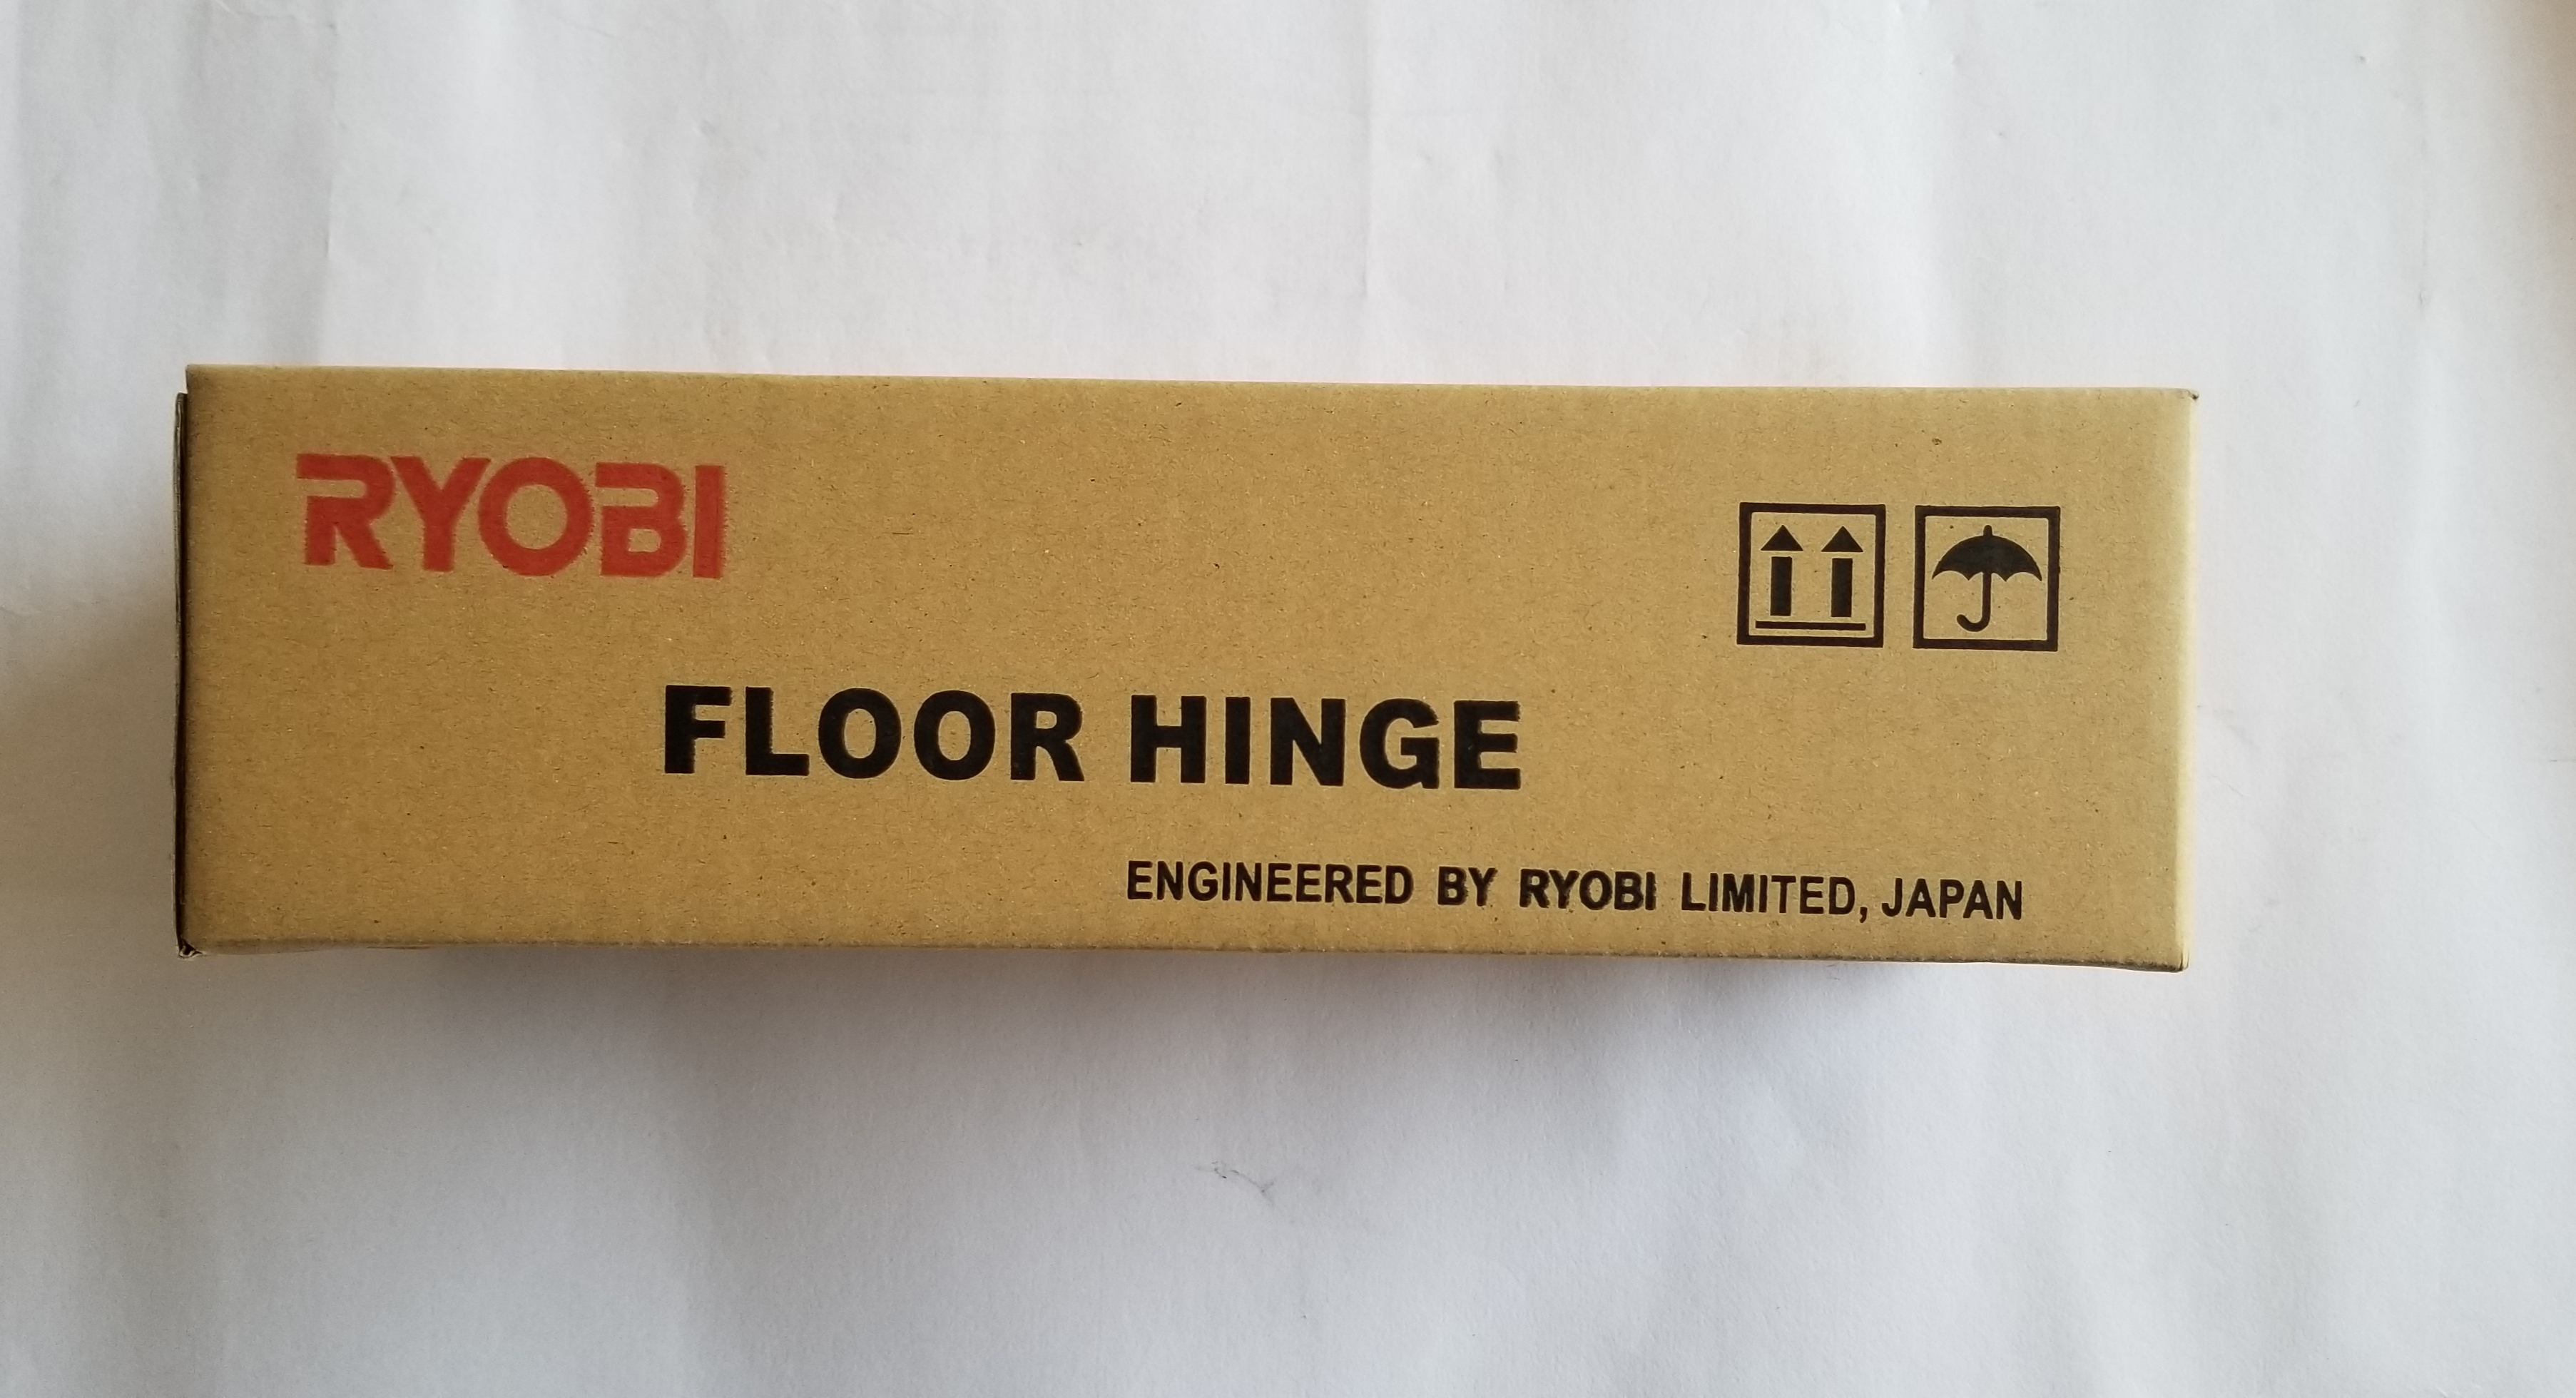 RYOBI
FLOOR HINGE
ENGINEERED BY RYOBI LIMITED, JAPAN